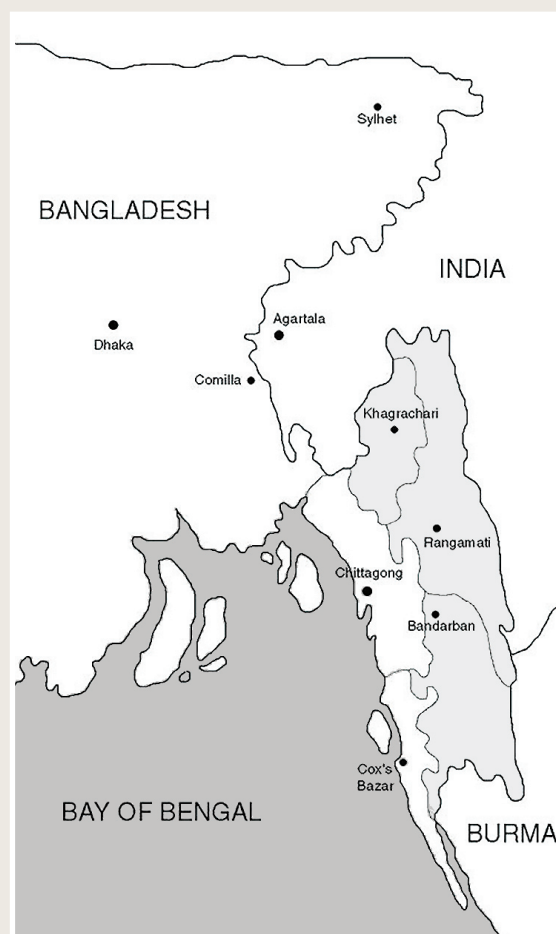 Sylhet
BANGLADESH
INDIA
Agartala
Dhaka
Comilla
Khagrachari
Rangamati
Chittagong
Bandarban
Cox's
Bazar
BAY OF BENGAL
BURMA